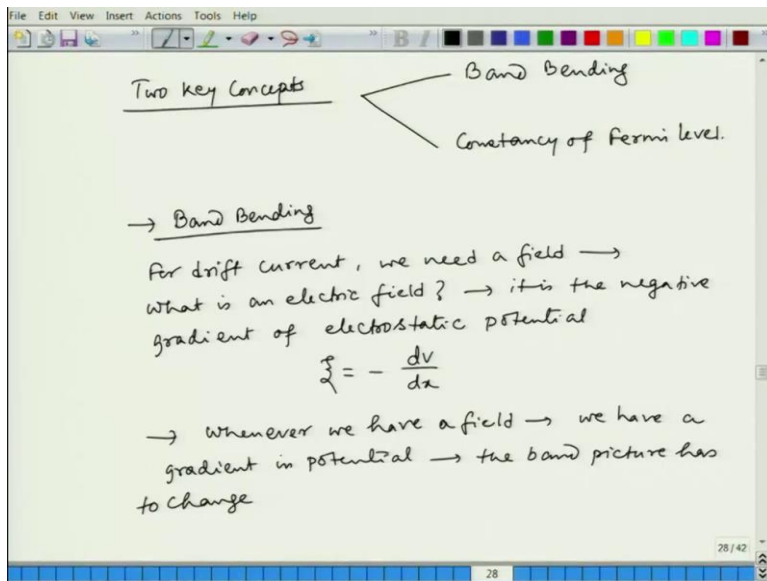 File Edit View Insert Actions Tools Help
Two Key Concepts
Band Bending
Constancy of Fermi level.
→ Band Bending
For drift current, we need a field →
what is an electric field? → it is the negative
gradient of electrostatic potential
ξ = - dv/dx
→ whenever we have a field → we have a
gradient in potential → the band picture has
to change
28/42
28